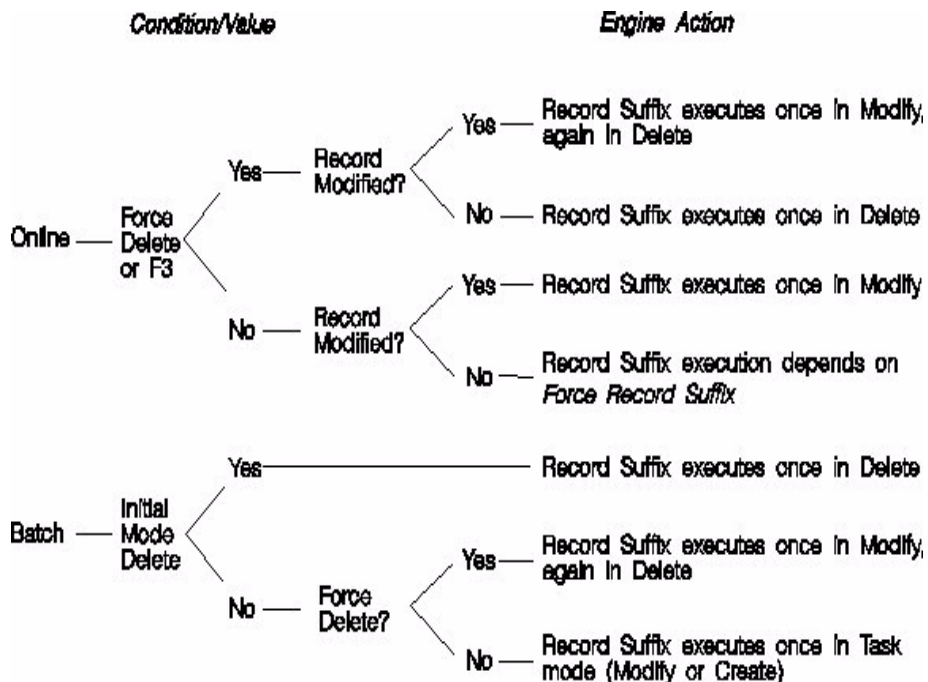 Condition/Value
Engine Action
Online
Force
Delete
or F3
Yes
Record
Modified?
Yes
Record Suffix executes once in Modify,
again in Delete
No
Record Suffix executes once in Delete
No
Record
Modified?
Yes
Record Suffix executes once in Modify
No
Record Suffix execution depends on
Force Record Suffix
Batch
Initial
Mode
Delete
Yes
Record Suffix executes once in Delete
No
Force
Delete?
Yes
Record Suffix executes once in Modify,
again in Delete
No
Record Suffix executes once in Task
mode (Modify or Create)